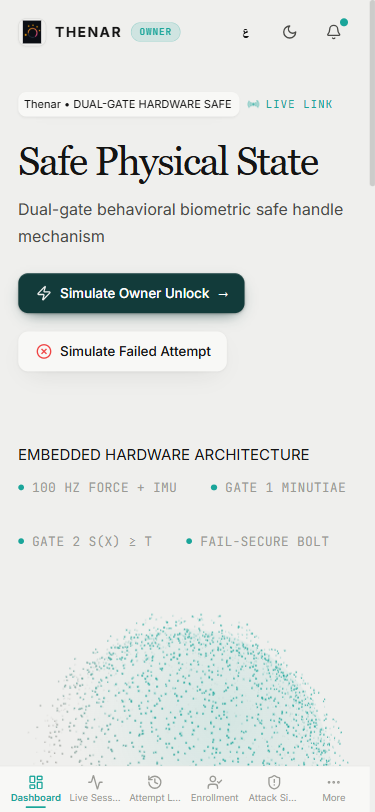 THENAR OWNER ع
Thenar • DUAL-GATE HARDWARE SAFE LIVE LINK
Safe Physical State
Dual-gate behavioral biometric safe handle
mechanism
Simulate Owner Unlock →
Simulate Failed Attempt
EMBEDDED HARDWARE ARCHITECTURE
100 HZ FORCE + IMU GATE 1 MINUTIAE
GATE 2 S(X) ≥ T FAIL-SECURE BOLT
Dashboard Live Sess... Attempt L... Enrollment Attack Si... More